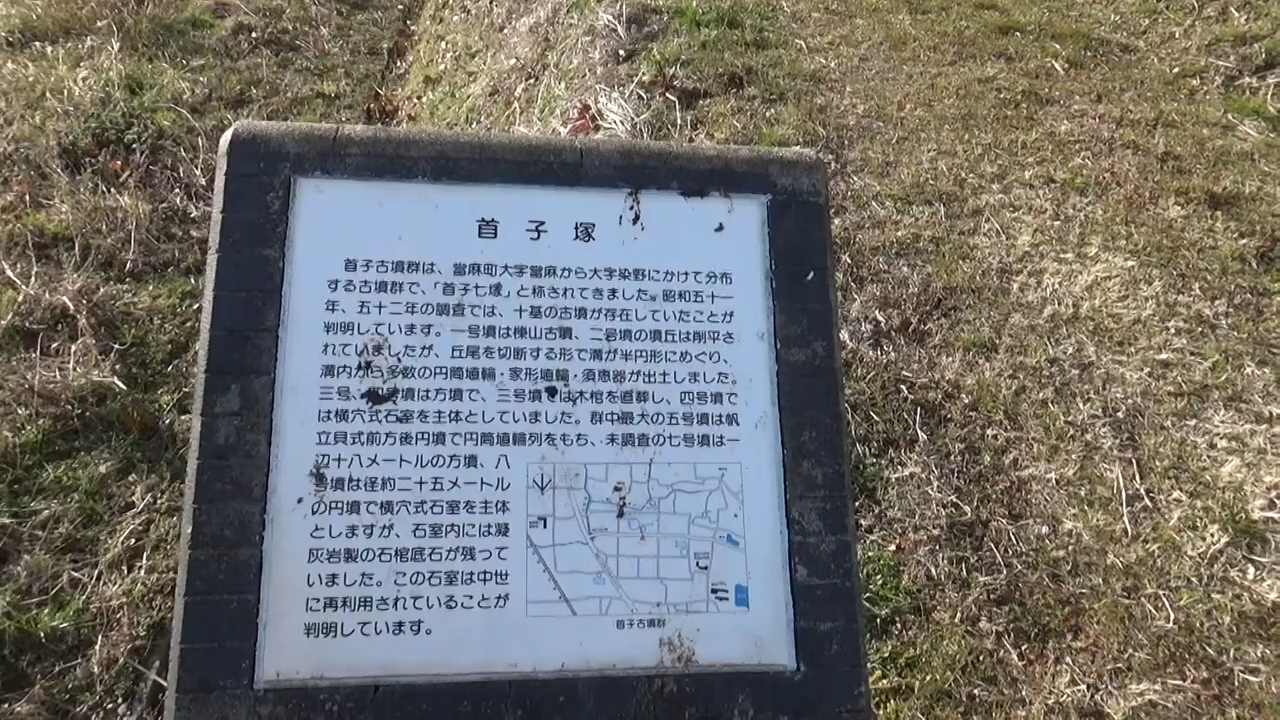 首子塚
首子古墳群は、當麻町大字當麻から大字染野にかけて分布
する古墳群で、「首子七塚」と称されてきました。昭和五十一
年、五十二年の調査では、十基の古墳が存在していたことが
判明しています。一号墳は櫟山古墳、二号墳の墳丘は削平さ
れていましたが、丘尾を切断する形で溝が半円形にめぐり、
溝内から多数の円筒埴輪・家形埴輪・須恵器が出土しました。
三号、四号墳は方墳で、三号墳では木棺を直葬し、四号墳で
は横穴式石室を主体としていました。群中最大の五号墳は帆
立貝式前方後円墳で円筒埴輪列をもち、未調査の七号墳は一
辺十八メートルの方墳、八
号墳は径約二十五メートル
の円墳で横穴式石室を主体
としますが、石室内には凝
灰岩製の石棺底石が残って
いました。この石室は中世
に再利用されていることが
判明しています。
首子古墳群